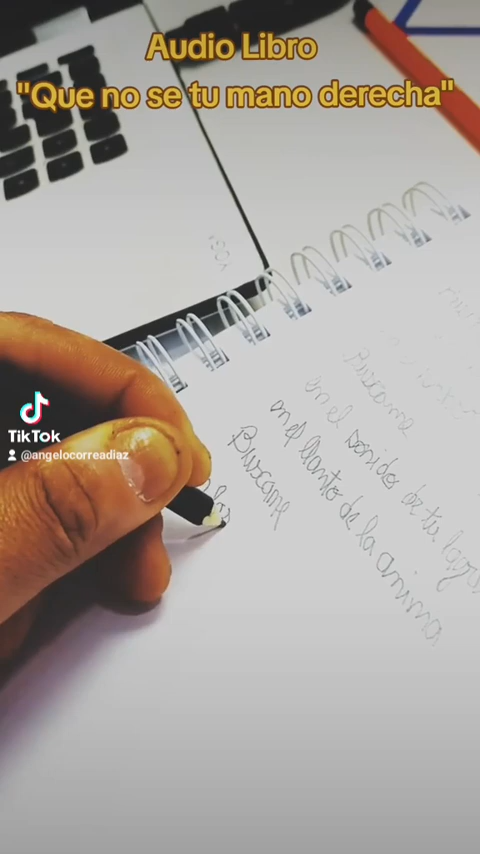 Audio Libro
"Que no se tu mano derecha"
Buscame
en el sonido de tu
en el llanto de la anima
Buscame
TikTok
@angelocorreadiaz